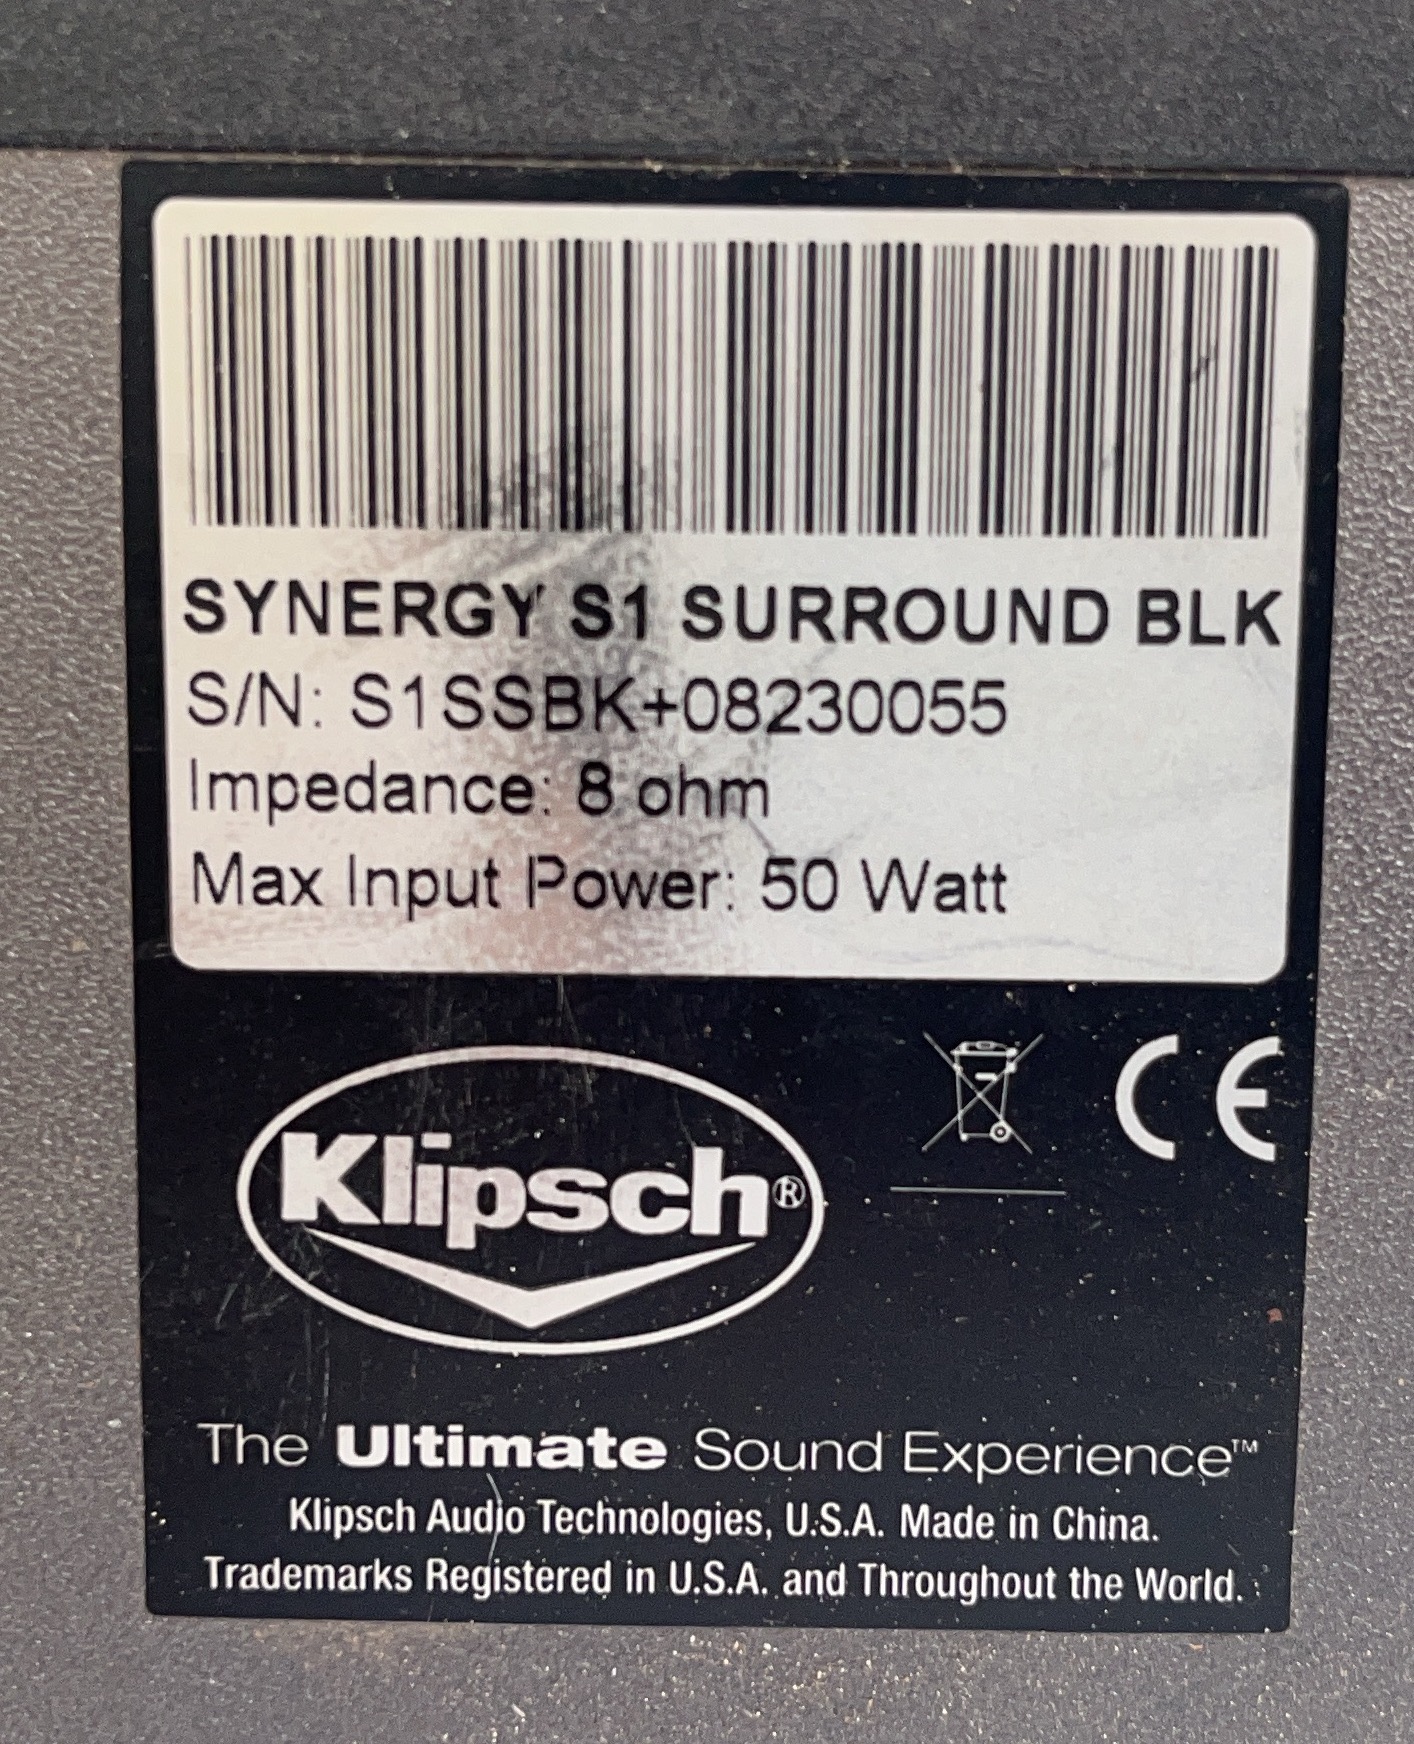 SYNERGY S1 SURROUND BLK
S/N: S1SSBK+08230055
Impedance: 8 ohm
Max Input Power: 50 Watt
CE
Klipsch®
The Ultimate Sound Experience™
Klipsch Audio Technologies, U.S.A. Made in China.
Trademarks Registered in U.S.A. and Throughout the World.